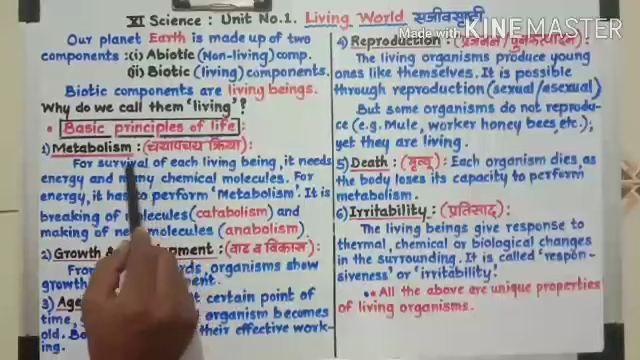 XI Science : Unit No.1. Living World सजीवसृष्टी
Made with KINEMASTER
Our planet Earth is made up of two
components : (i) Abiotic (Non-living) comp.
(ii) Biotic (living) components.
Biotic components are living beings.
Why do we call them 'living'?
• Basic principles of life
1) Metabolism : (चयापचय क्रिया) :
For survival of each living being, it needs
energy and many chemical molecules. For
energy, it has to perform 'Metabolism'. It is
breaking of molecules (catabolism) and
making of new molecules (anabolism).
2) Growth & development : (वाढ व विकास)
organisms show
growth
3) certain point of
time, organism becomes
old. their effective work-
ing.
4) Reproduction : (प्रजनन/पुनरुत्पादन) :
The living organisms produce young
ones like themselves. It is possible
through reproduction (sexual/asexual)
But some organisms do not reprodu-
ce (e.g. Mule, worker honey bees, etc.);
yet they are living.
5) Death : (मृत्यू) : Each organism dies, as
the body loses its capacity to perform
metabolism.
6) Irritability : (प्रतिसाद) :
The living beings give response to
thermal, chemical or biological changes
in the surrounding. It is called 'respon-
siveness' or 'irritability'.
•• All the above are unique properties
of living organisms.